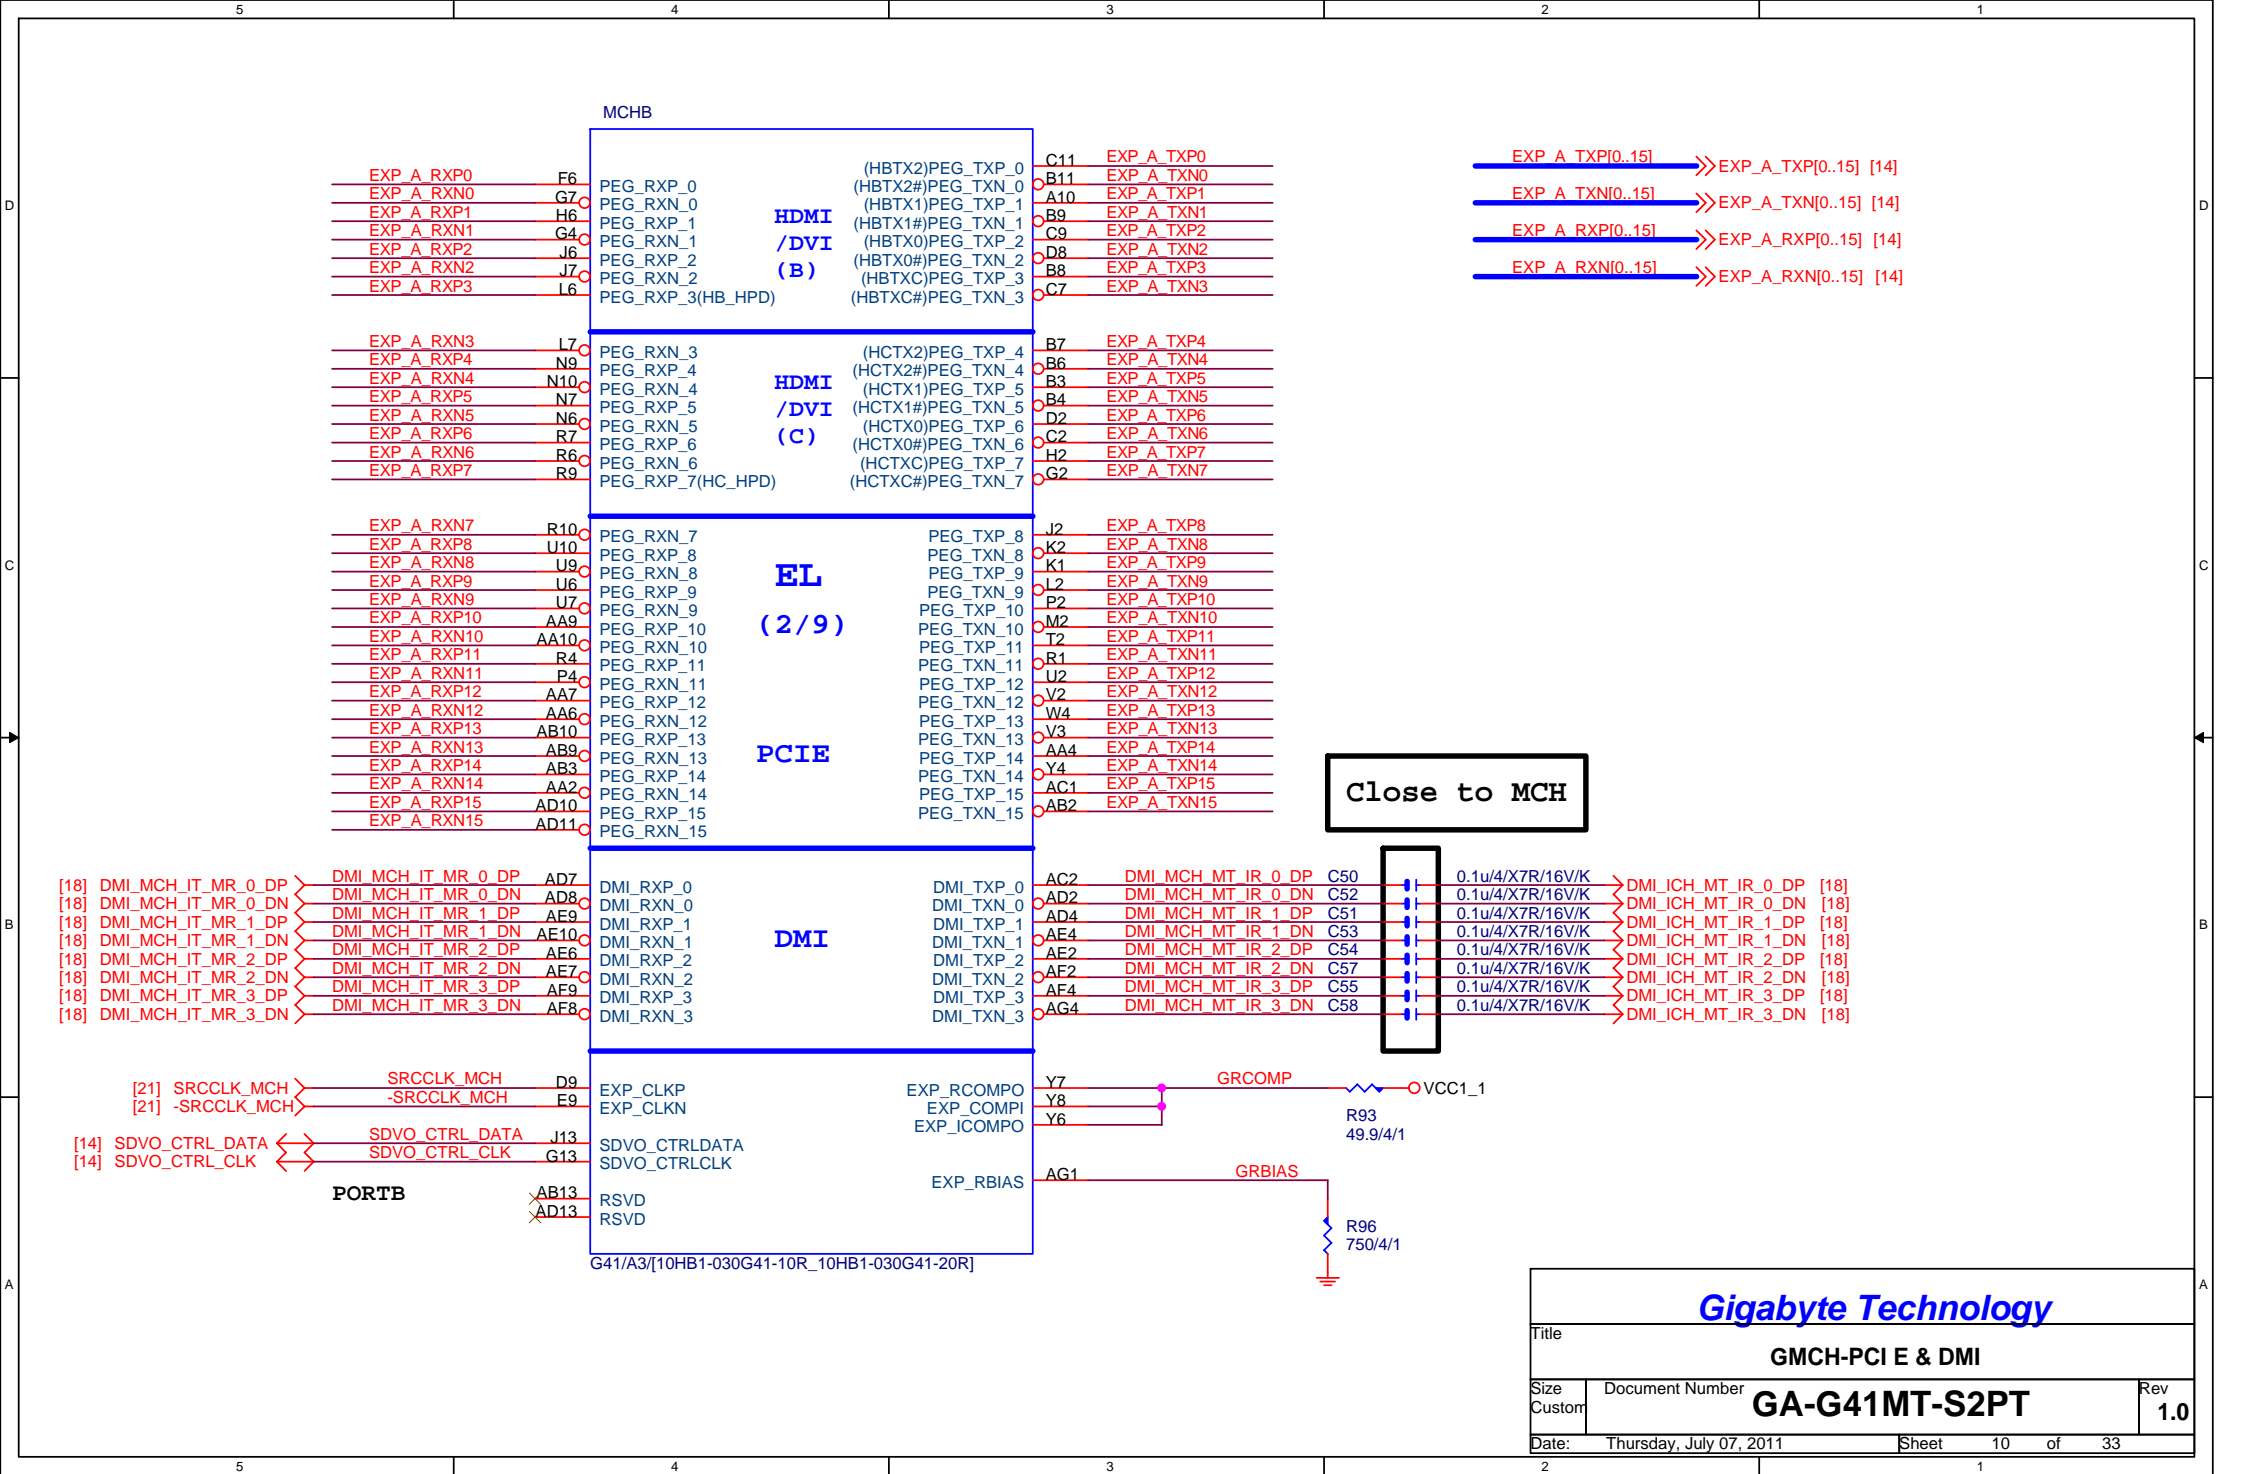 5 4 3 2 1
MCHB
EXP_A_RXP0 F6 PEG_RXP_0
EXP_A_RXN0 G7 PEG_RXN_0
EXP_A_RXP1 H6 PEG_RXP_1
EXP_A_RXN1 G4 PEG_RXN_1
EXP_A_RXP2 J6 PEG_RXP_2
EXP_A_RXN2 J7 PEG_RXN_2
EXP_A_RXP3 L6 PEG_RXP_3(HB_HPD)
HDMI
/DVI
(B)
(HBTX2)PEG_TXP_0 C11 EXP_A_TXP0
(HBTX2#)PEG_TXN_0 B11 EXP_A_TXN0
(HBTX1)PEG_TXP_1 A10 EXP_A_TXP1
(HBTX1#)PEG_TXN_1 B9 EXP_A_TXN1
(HBTX0)PEG_TXP_2 C9 EXP_A_TXP2
(HBTX0#)PEG_TXN_2 D8 EXP_A_TXN2
(HBTXC)PEG_TXP_3 B8 EXP_A_TXP3
(HBTXC#)PEG_TXN_3 C7 EXP_A_TXN3
EXP_A_TXP[0..15] EXP_A_TXP[0..15] [14]
EXP_A_TXN[0..15] EXP_A_TXN[0..15] [14]
EXP_A_RXP[0..15] EXP_A_RXP[0..15] [14]
EXP_A_RXN[0..15] EXP_A_RXN[0..15] [14]
D D
EXP_A_RXN3 L7 PEG_RXN_3
EXP_A_RXP4 N9 PEG_RXP_4
EXP_A_RXN4 N10 PEG_RXN_4
EXP_A_RXP5 N7 PEG_RXP_5
EXP_A_RXN5 N6 PEG_RXN_5
EXP_A_RXP6 R7 PEG_RXP_6
EXP_A_RXN6 R6 PEG_RXN_6
EXP_A_RXP7 R9 PEG_RXP_7(HC_HPD)
HDMI
/DVI
(C)
(HCTX2)PEG_TXP_4 B7 EXP_A_TXP4
(HCTX2#)PEG_TXN_4 B6 EXP_A_TXN4
(HCTX1)PEG_TXP_5 B3 EXP_A_TXP5
(HCTX1#)PEG_TXN_5 B4 EXP_A_TXN5
(HCTX0)PEG_TXP_6 D2 EXP_A_TXP6
(HCTX0#)PEG_TXN_6 C2 EXP_A_TXN6
(HCTXC)PEG_TXP_7 H2 EXP_A_TXP7
(HCTXC#)PEG_TXN_7 G2 EXP_A_TXN7
EXP_A_RXN7 R10 PEG_RXN_7
EXP_A_RXP8 U10 PEG_RXP_8
EXP_A_RXN8 U9 PEG_RXN_8
EXP_A_RXP9 U6 PEG_RXP_9
EXP_A_RXN9 U7 PEG_RXN_9
EXP_A_RXP10 AA9 PEG_RXP_10
EXP_A_RXN10 AA10 PEG_RXN_10
EXP_A_RXP11 R4 PEG_RXP_11
EXP_A_RXN11 P4 PEG_RXN_11
EXP_A_RXP12 AA7 PEG_RXP_12
EXP_A_RXN12 AA6 PEG_RXN_12
EXP_A_RXP13 AB10 PEG_RXP_13
EXP_A_RXN13 AB9 PEG_RXN_13
EXP_A_RXP14 AB3 PEG_RXP_14
EXP_A_RXN14 AA2 PEG_RXN_14
EXP_A_RXP15 AD10 PEG_RXP_15
EXP_A_RXN15 AD11 PEG_RXN_15
EL
(2/9)
PCIE
PEG_TXP_8 J2 EXP_A_TXP8
PEG_TXN_8 K2 EXP_A_TXN8
PEG_TXP_9 K1 EXP_A_TXP9
PEG_TXN_9 L2 EXP_A_TXN9
PEG_TXP_10 P2 EXP_A_TXP10
PEG_TXN_10 M2 EXP_A_TXN10
PEG_TXP_11 T2 EXP_A_TXP11
PEG_TXN_11 R1 EXP_A_TXN11
PEG_TXP_12 U2 EXP_A_TXP12
PEG_TXN_12 V2 EXP_A_TXN12
PEG_TXP_13 W4 EXP_A_TXP13
PEG_TXN_13 V3 EXP_A_TXN13
PEG_TXP_14 AA4 EXP_A_TXP14
PEG_TXN_14 Y4 EXP_A_TXN14
PEG_TXP_15 AC1 EXP_A_TXP15
PEG_TXN_15 AB2 EXP_A_TXN15
C C
Close to MCH
[18] DMI_MCH_IT_MR_0_DP DMI_MCH_IT_MR_0_DP AD7 DMI_RXP_0
[18] DMI_MCH_IT_MR_0_DN DMI_MCH_IT_MR_0_DN AD8 DMI_RXN_0
[18] DMI_MCH_IT_MR_1_DP DMI_MCH_IT_MR_1_DP AE9 DMI_RXP_1
[18] DMI_MCH_IT_MR_1_DN DMI_MCH_IT_MR_1_DN AE10 DMI_RXN_1
[18] DMI_MCH_IT_MR_2_DP DMI_MCH_IT_MR_2_DP AE6 DMI_RXP_2
[18] DMI_MCH_IT_MR_2_DN DMI_MCH_IT_MR_2_DN AE7 DMI_RXN_2
[18] DMI_MCH_IT_MR_3_DP DMI_MCH_IT_MR_3_DP AF9 DMI_RXP_3
[18] DMI_MCH_IT_MR_3_DN DMI_MCH_IT_MR_3_DN AF8 DMI_RXN_3
DMI
DMI_TXP_0 AC2 DMI_MCH_MT_IR_0_DP C50 0.1u/4/X7R/16V/K DMI_ICH_MT_IR_0_DP [18]
DMI_TXN_0 AD2 DMI_MCH_MT_IR_0_DN C52 0.1u/4/X7R/16V/K DMI_ICH_MT_IR_0_DN [18]
DMI_TXP_1 AD4 DMI_MCH_MT_IR_1_DP C51 0.1u/4/X7R/16V/K DMI_ICH_MT_IR_1_DP [18]
DMI_TXN_1 AE4 DMI_MCH_MT_IR_1_DN C53 0.1u/4/X7R/16V/K DMI_ICH_MT_IR_1_DN [18]
DMI_TXP_2 AE2 DMI_MCH_MT_IR_2_DP C54 0.1u/4/X7R/16V/K DMI_ICH_MT_IR_2_DP [18]
DMI_TXN_2 AF2 DMI_MCH_MT_IR_2_DN C57 0.1u/4/X7R/16V/K DMI_ICH_MT_IR_2_DN [18]
DMI_TXP_3 AF4 DMI_MCH_MT_IR_3_DP C55 0.1u/4/X7R/16V/K DMI_ICH_MT_IR_3_DP [18]
DMI_TXN_3 AG4 DMI_MCH_MT_IR_3_DN C58 0.1u/4/X7R/16V/K DMI_ICH_MT_IR_3_DN [18]
B B
[21] SRCCLK_MCH SRCCLK_MCH D9 EXP_CLKP
[21] -SRCCLK_MCH -SRCCLK_MCH E9 EXP_CLKN
[14] SDVO_CTRL_DATA SDVO_CTRL_DATA J13 SDVO_CTRLDATA
[14] SDVO_CTRL_CLK SDVO_CTRL_CLK G13 SDVO_CTRLCLK
PORTB
AB13 RSVD
AD13 RSVD
EXP_RCOMPO Y7 GRCOMP VCC1_1
EXP_COMPI Y8
EXP_ICOMPO Y6
R93
49.9/4/1
EXP_RBIAS AG1 GRBIAS
R96
750/4/1
G41/A3/[10HB1-030G41-10R_10HB1-030G41-20R]
A A
Gigabyte Technology
Title
GMCH-PCI E & DMI
Size Document Number Rev
Custom GA-G41MT-S2PT 1.0
Date: Thursday, July 07, 2011 Sheet 10 of 33
5 4 3 2 1